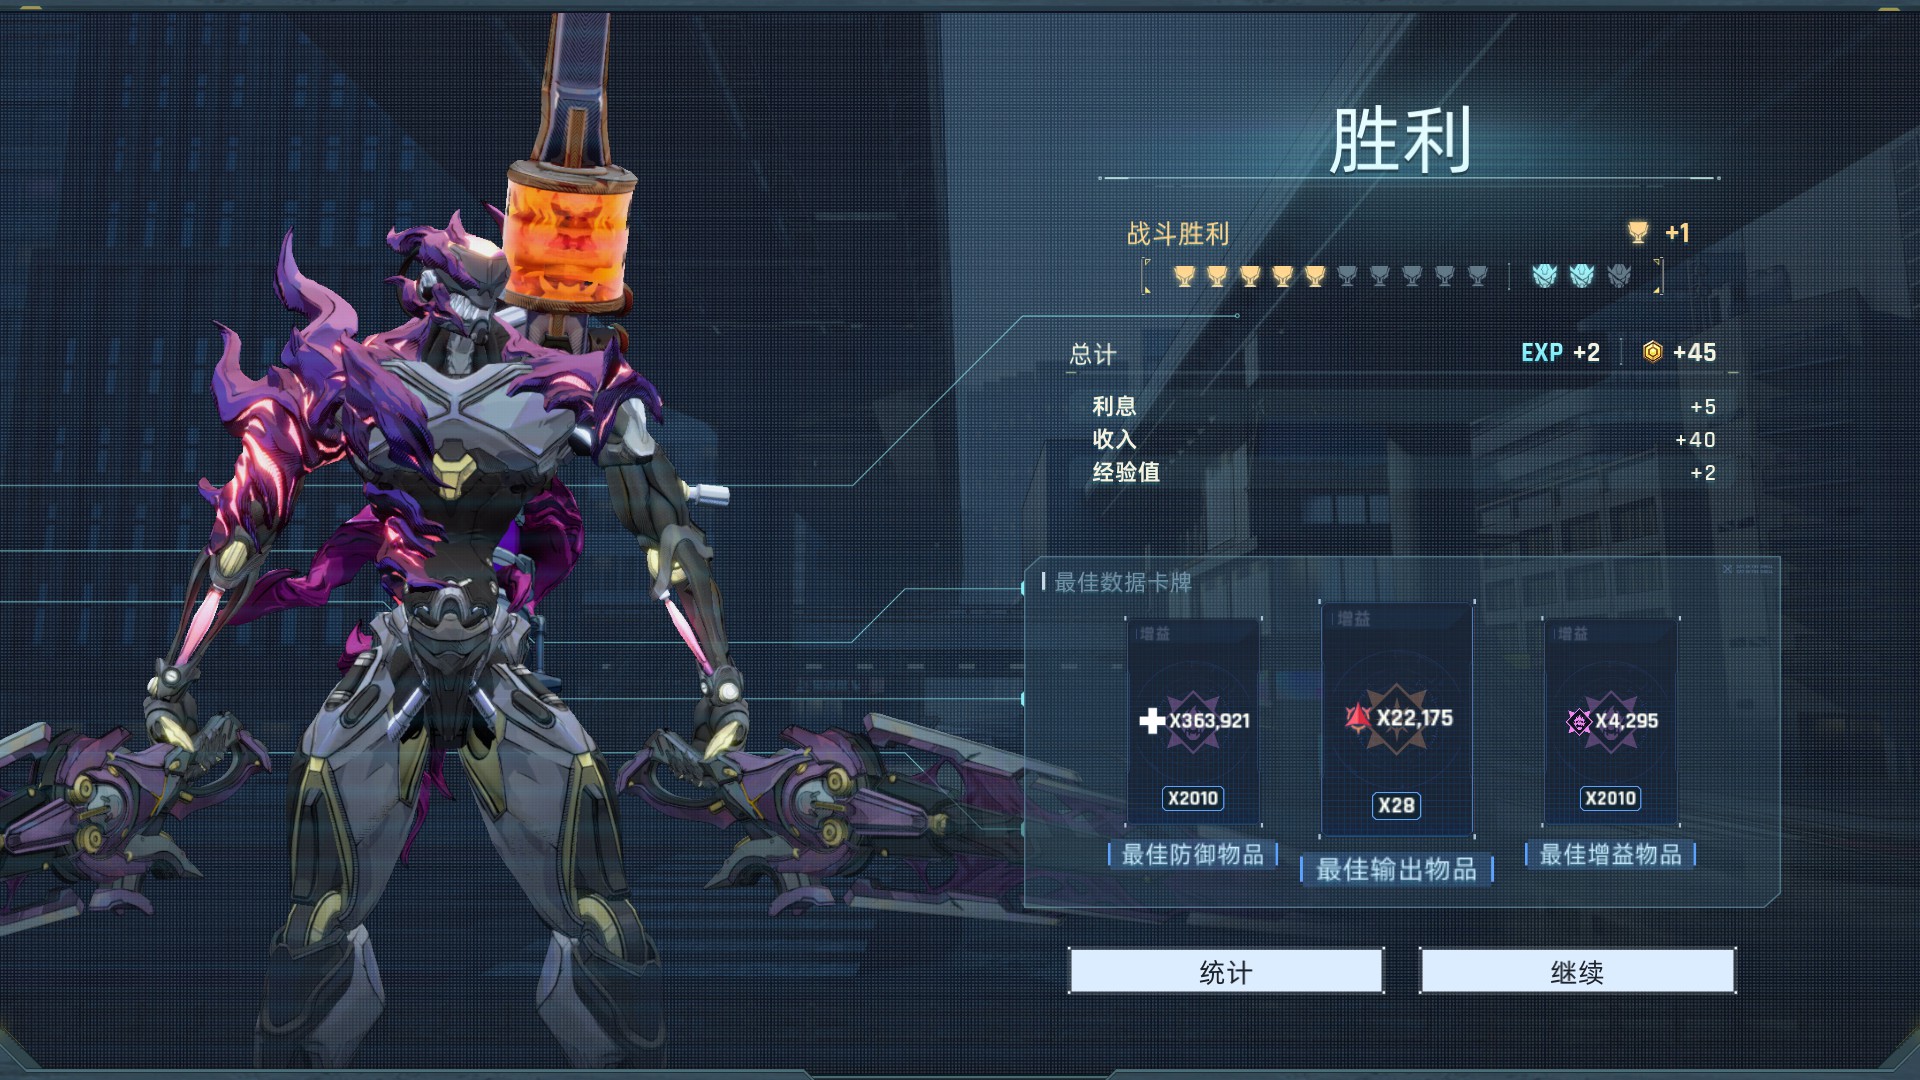 胜利
战斗胜利 +1
总计 EXP +2 +45
利息 +5
收入 +40
经验值 +2
最佳数据卡牌
增益 增益 增益
X363,921 X22,175 X4,295
X2010 X28 X2010
最佳防御物品 最佳输出物品 最佳增益物品
统计 继续